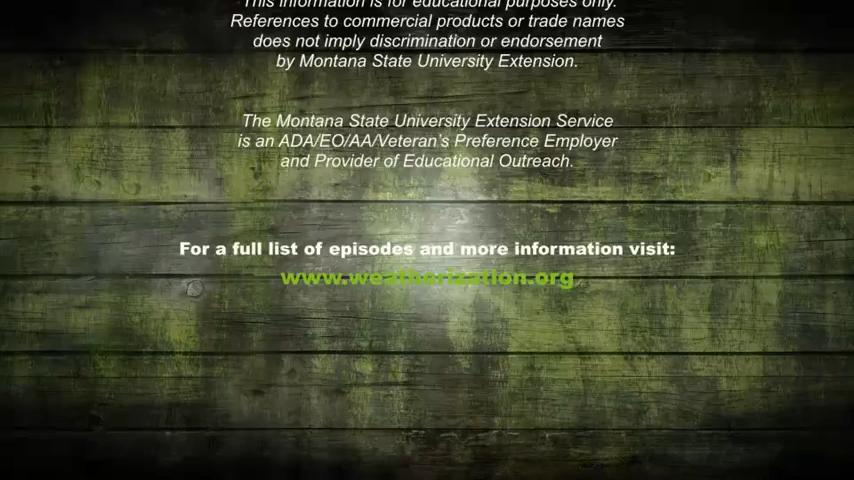 This information is for educational purposes only.
References to commercial products or trade names
does not imply discrimination or endorsement
by Montana State University Extension.
The Montana State University Extension Service
is an ADA/EO/AA/Veteran's Preference Employer
and Provider of Educational Outreach.
For a full list of episodes and more information visit:
www.weatherization.org